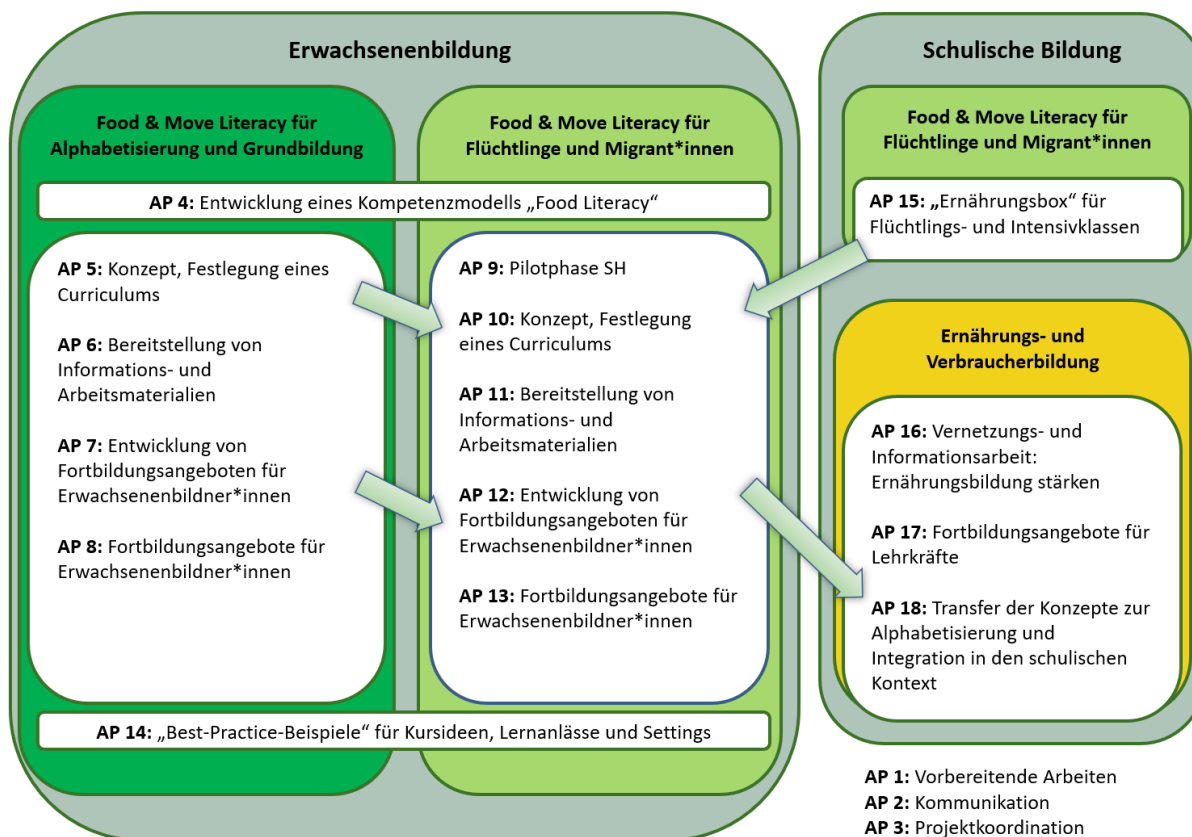 Erwachsenenbildung
Food & Move Literacy für
Alphabetisierung und Grundbildung
Food & Move Literacy für
Flüchtlinge und Migrant*innen
AP 4: Entwicklung eines Kompetenzmodells „Food Literacy“
AP 5: Konzept, Festlegung eines
Curriculums
AP 6: Bereitstellung von
Informations- und
Arbeitsmaterialien
AP 7: Entwicklung von
Fortbildungsangeboten für
Erwachsenenbildner*innen
AP 8: Fortbildungsangebote für
Erwachsenenbildner*innen
AP 9: Pilotphase SH
AP 10: Konzept, Festlegung
eines Curriculums
AP 11: Bereitstellung von
Informations- und
Arbeitsmaterialien
AP 12: Entwicklung von
Fortbildungsangeboten für
Erwachsenenbildner*innen
AP 13: Fortbildungsangebote für
Erwachsenenbildner*innen
AP 14: „Best-Practice-Beispiele“ für Kursideen, Lernanlässe und Settings
Schulische Bildung
Food & Move Literacy für
Flüchtlinge und Migrant*innen
AP 15: „Ernährungsbox“ für
Flüchtlings- und Intensivklassen
Ernährungs- und
Verbraucherbildung
AP 16: Vernetzungs- und
Informationsarbeit:
Ernährungsbildung stärken
AP 17: Fortbildungsangebote für
Lehrkräfte
AP 18: Transfer der Konzepte zur
Alphabetisierung und
Integration in den schulischen
Kontext
AP 1: Vorbereitende Arbeiten
AP 2: Kommunikation
AP 3: Projektkoordination